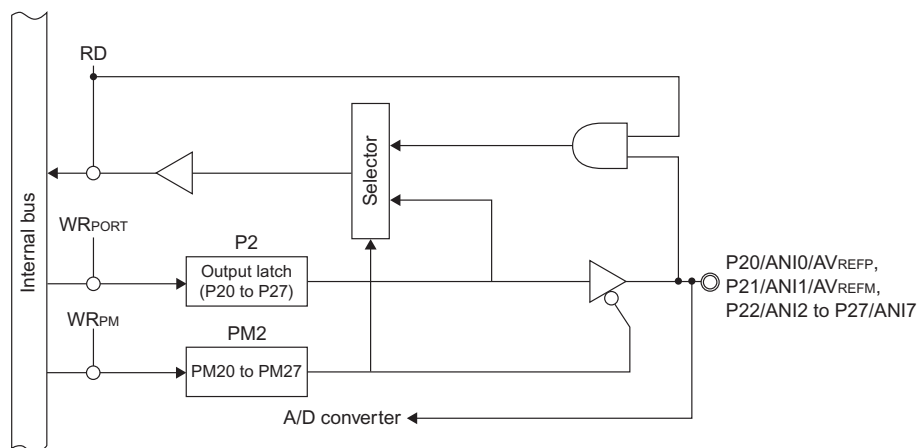 RD
Selector
Internal bus
WRPORT
P2
Output latch
(P20 to P27)
P20/ANI0/AVREFP,
P21/ANI1/AVREFM,
P22/ANI2 to P27/ANI7
WRPM
PM2
PM20 to PM27
A/D converter